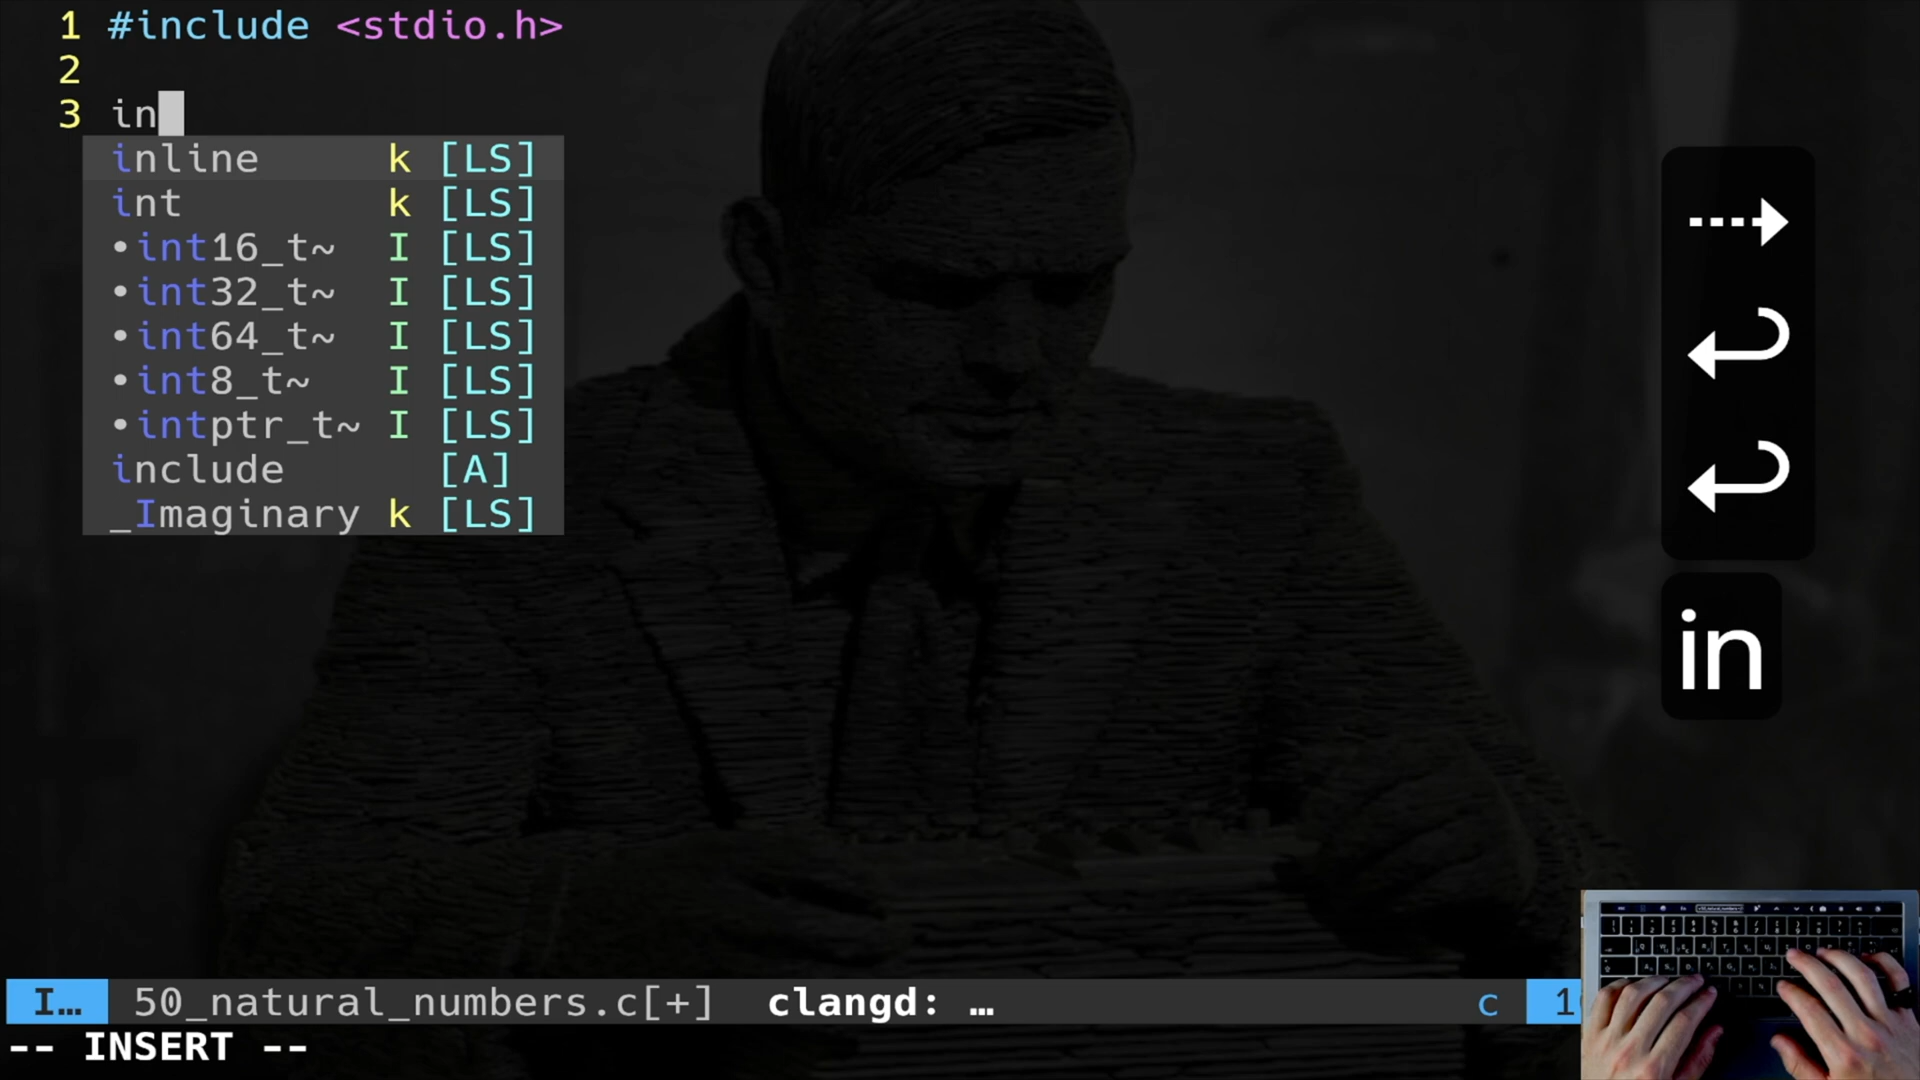 1 #include <stdio.h>
2
3 in
inline k [LS]
int k [LS]
•int16_t~ I [LS]
•int32_t~ I [LS]
•int64_t~ I [LS]
•int8_t~ I [LS]
•intptr_t~ I [LS]
include [A]
_Imaginary k [LS]
in
I… 50_natural_numbers.c[+] clangd: … c
-- INSERT --